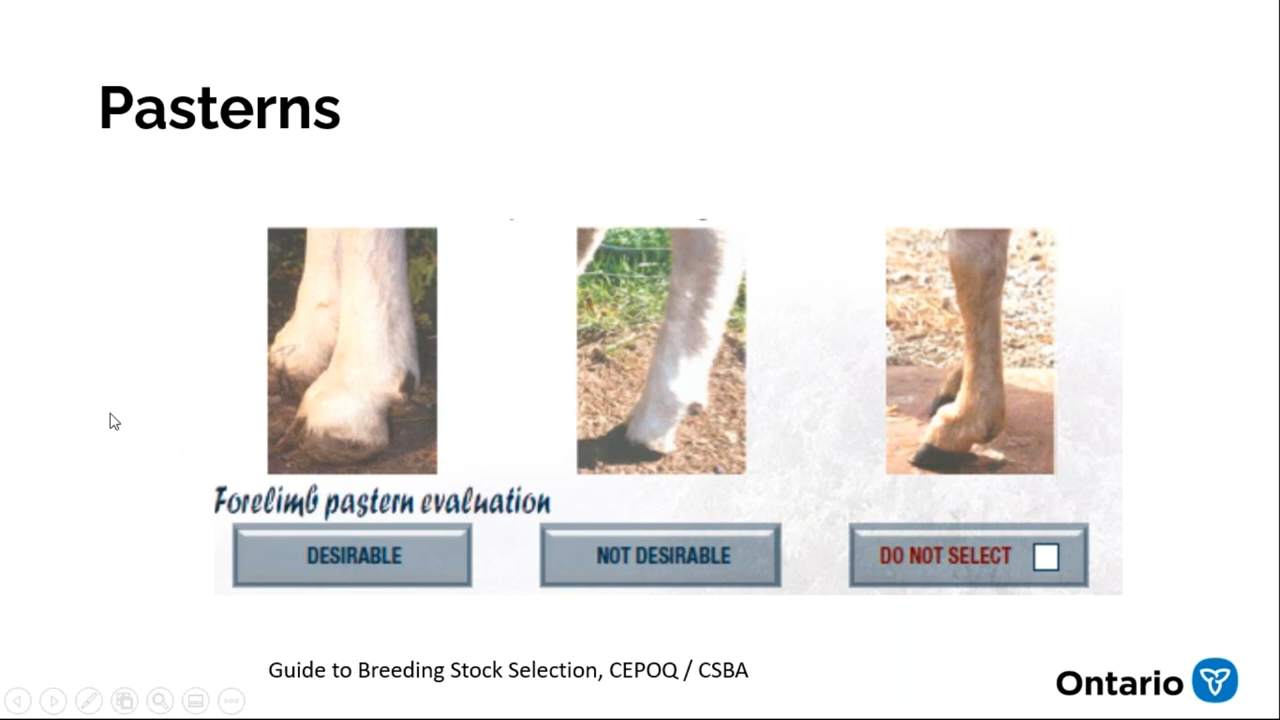 Pasterns
Forelimb pastern evaluation
DESIRABLE
NOT DESIRABLE
DO NOT SELECT
Guide to Breeding Stock Selection, CEPOQ / CSBA
Ontario